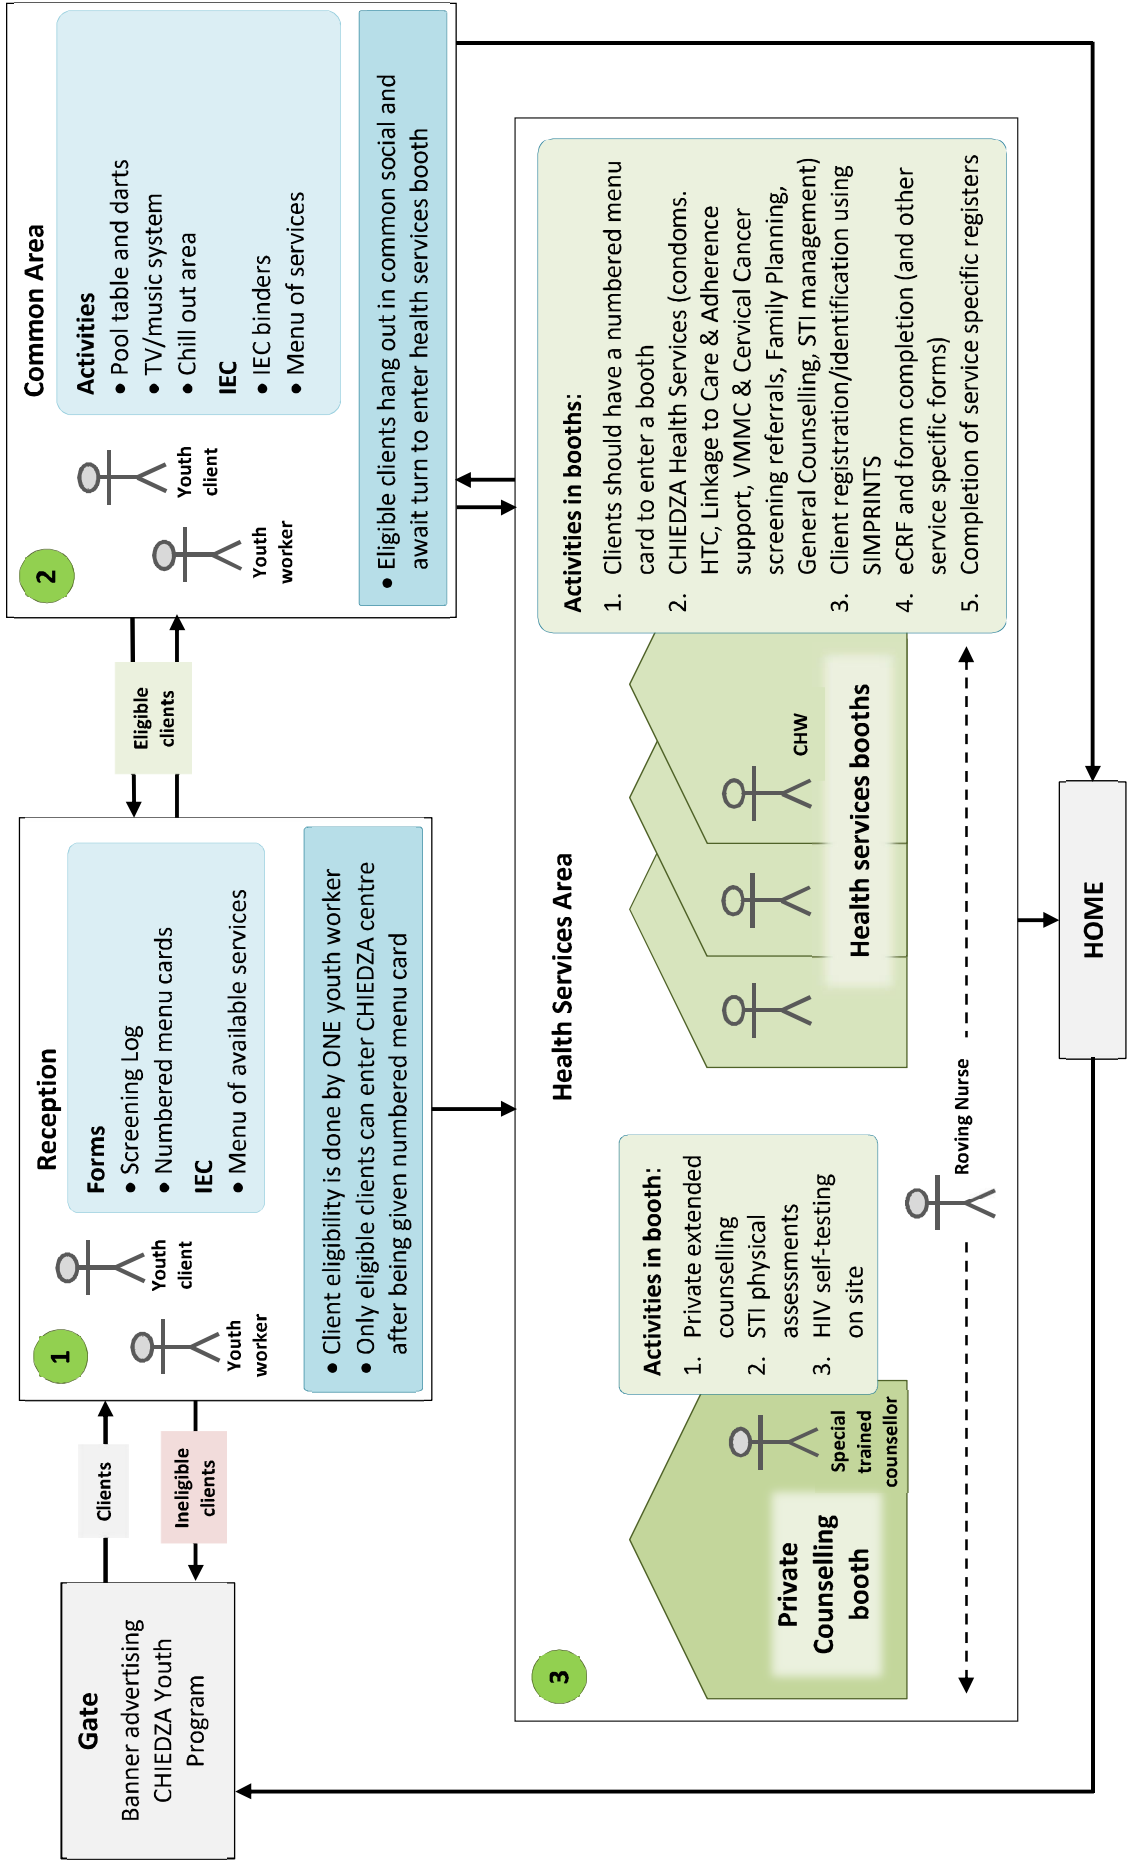 Gate
Banner advertising
CHIEDZA Youth
Program
Clients
Ineligible
clients
1
Reception
Youth
worker
Youth
client
Forms
• Screening Log
• Numbered menu cards
IEC
• Menu of available services
• Client eligibility is done by ONE youth worker
• Only eligible clients can enter CHIEDZA centre
after being given numbered menu card
Eligible
clients
2
Common Area
Youth
worker
Youth
client
Activities
• Pool table and darts
• TV/music system
• Chill out area
IEC
• IEC binders
• Menu of services
• Eligible clients hang out in common social and
await turn to enter health services booth
3
Health Services Area
Private
Counselling
booth
Special
trained
counsellor
Activities in booth:
1. Private extended
counselling
2. STI physical
assessments
3. HIV self-testing
on site
CHW
Health services booths
Activities in booths:
1. Clients should have a numbered menu
card to enter a booth
2. CHIEDZA Health Services (condoms.
HTC, Linkage to Care & Adherence
support, VMMC & Cervical Cancer
screening referrals, Family Planning,
General Counselling, STI management)
3. Client registration/identification using
SIMPRINTS
4. eCRF and form completion (and other
service specific forms)
5. Completion of service specific registers
Roving Nurse
HOME